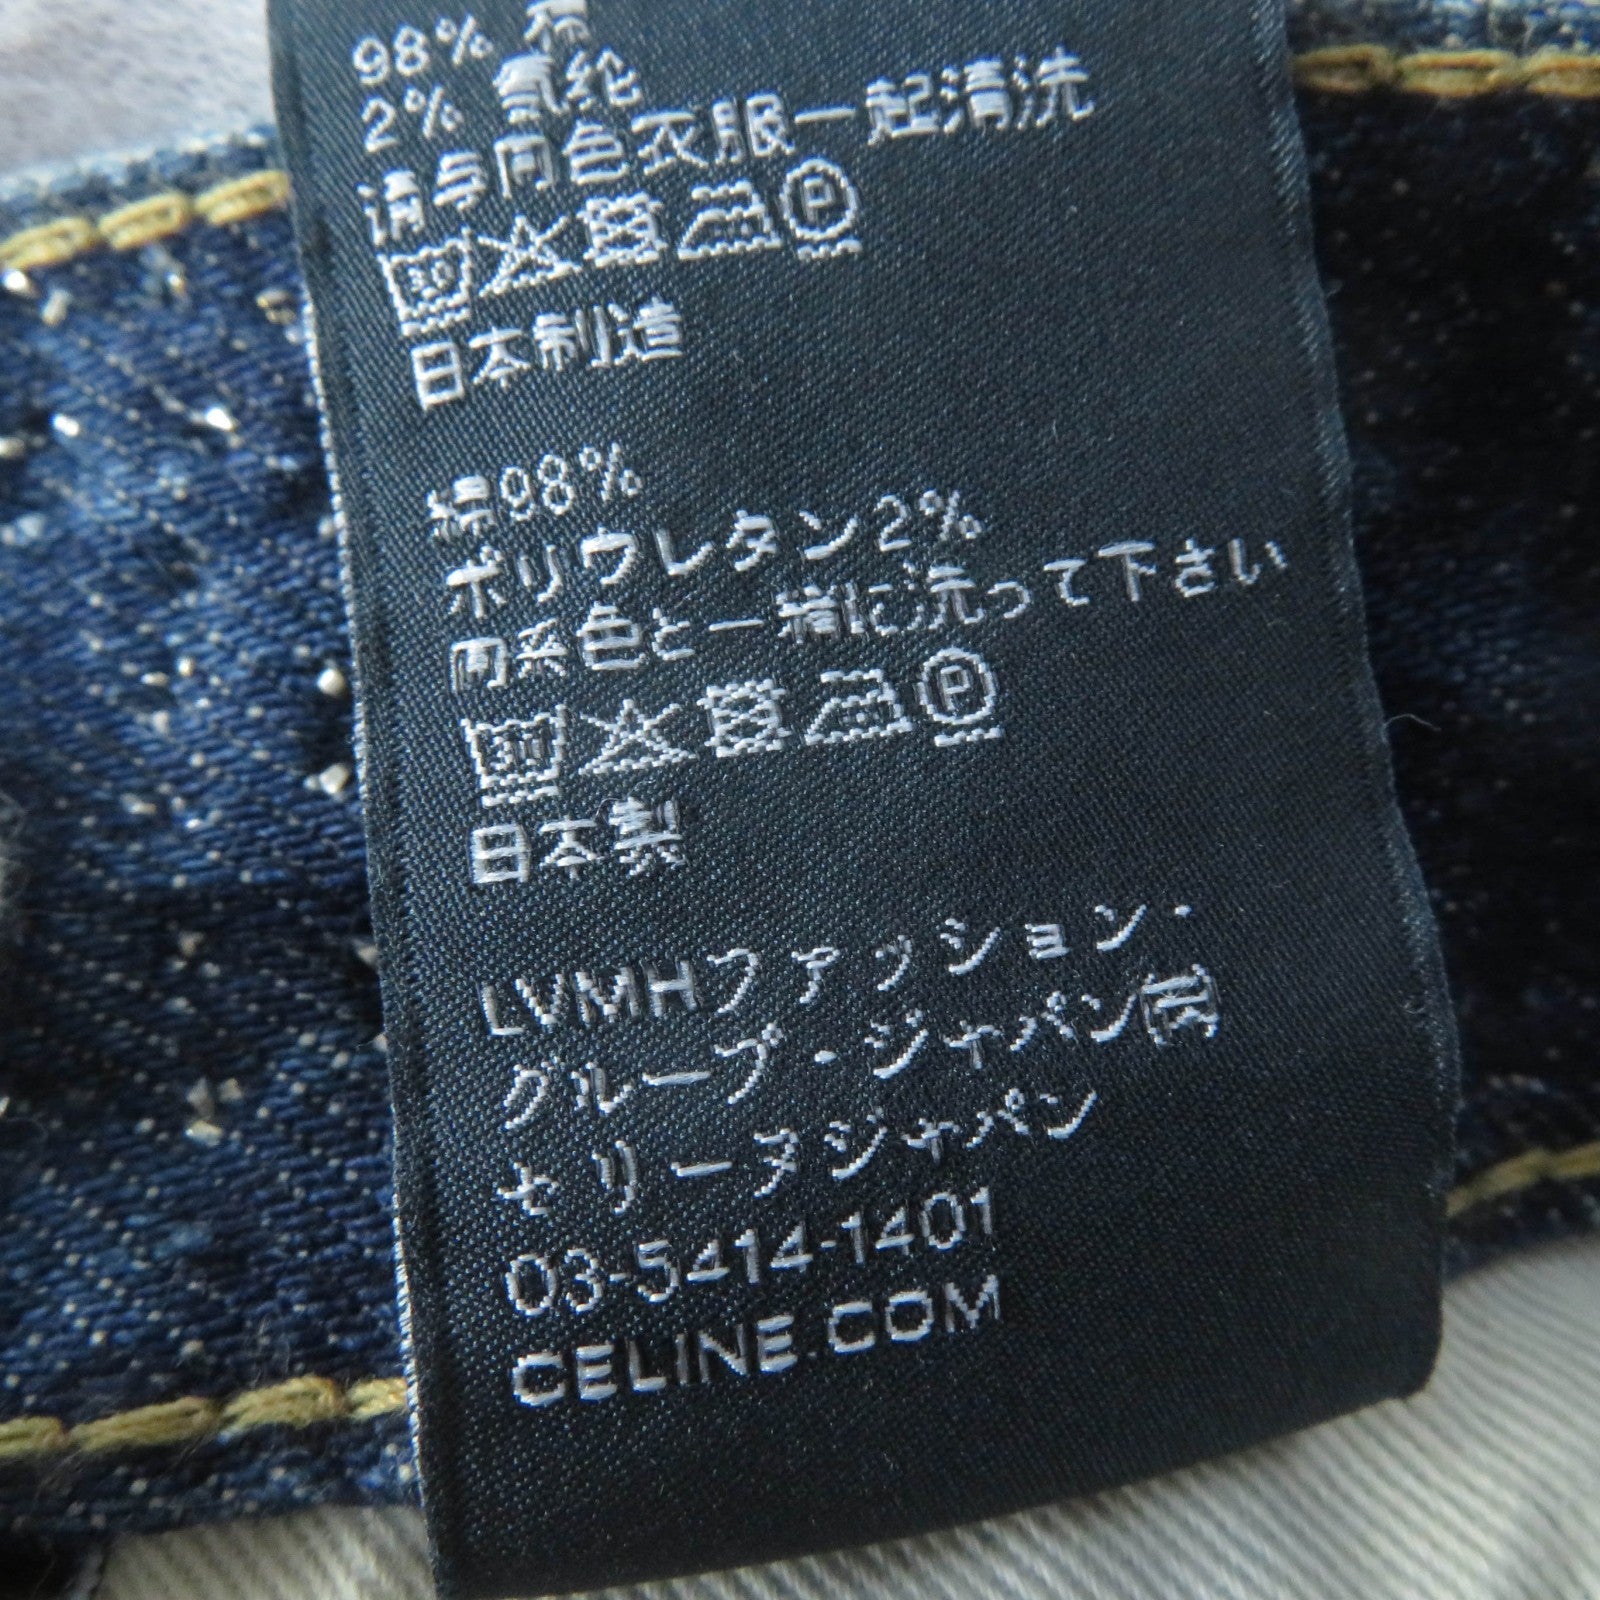 98% 棉
2% 氨纶
请与同色衣服一起清洗
30 P
日本制造
綿98%
ポリウレタン2%
同系色と一緒に洗って下さい
30 P
日本製
LVMHファッション・
グループ・ジャパン㈱
セリーヌジャパン
03-5414-1401
CELINE.COM